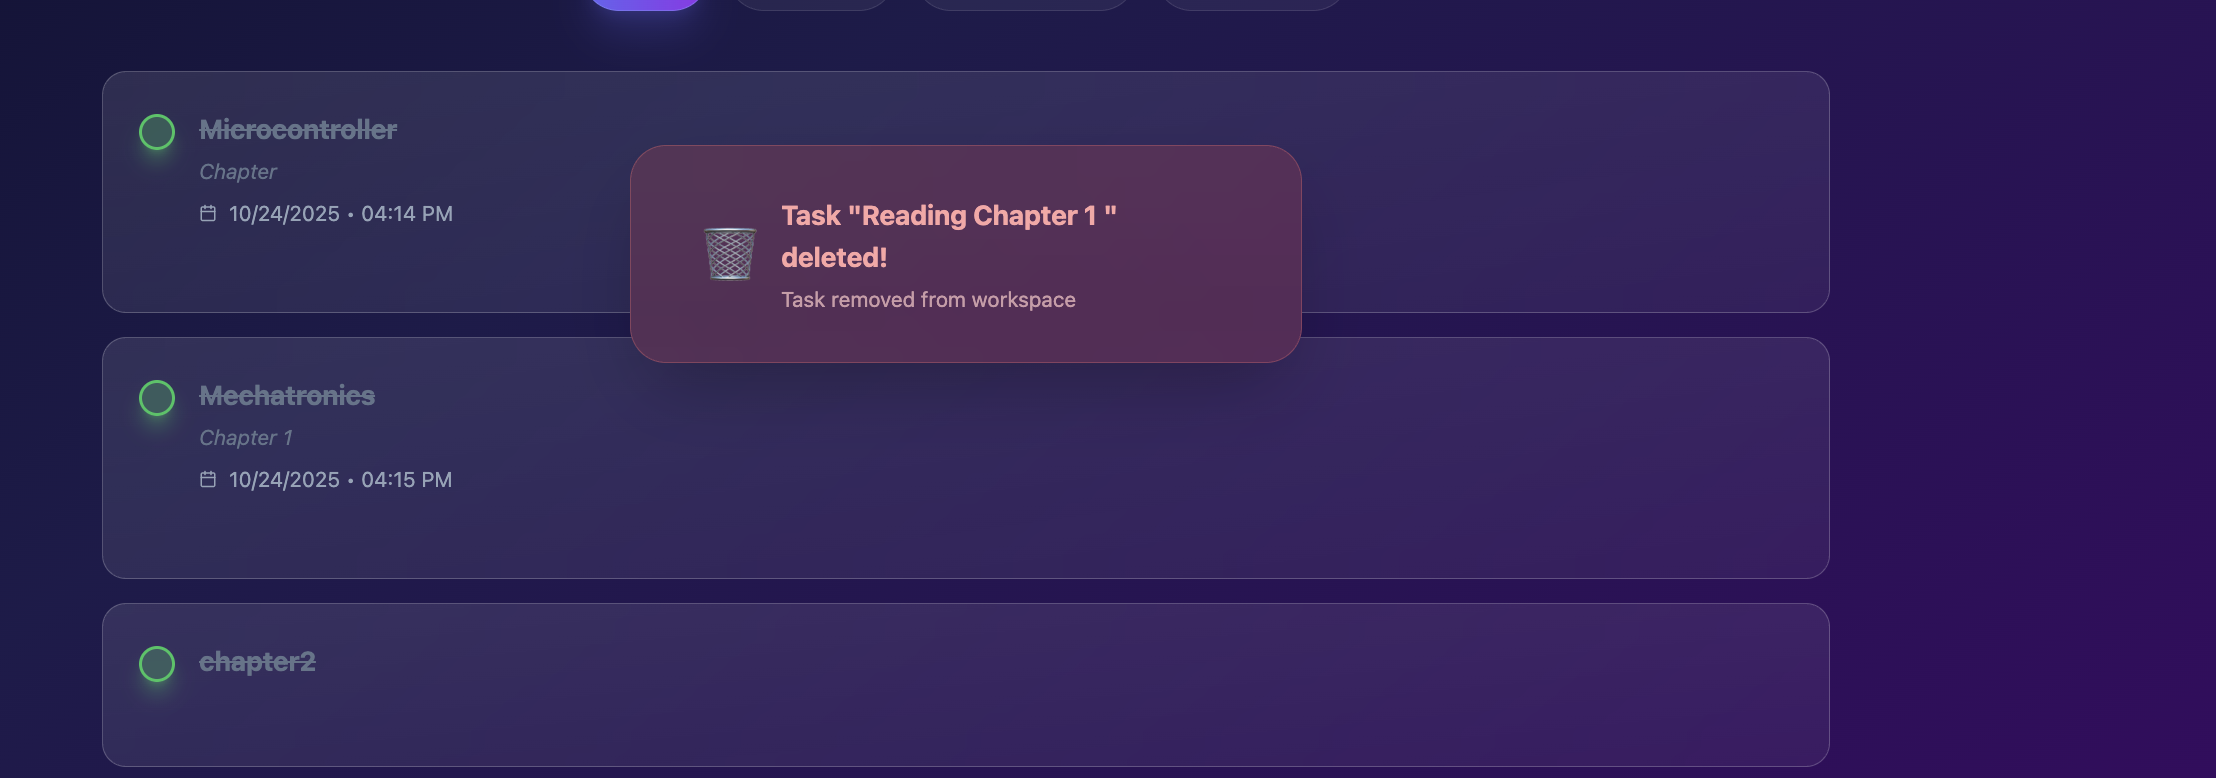 Microcontroller
Chapter
10/24/2025 • 04:14 PM
Task "Reading Chapter 1 "
deleted!
Task removed from workspace
Mechatronics
Chapter 1
10/24/2025 • 04:15 PM
chapter2